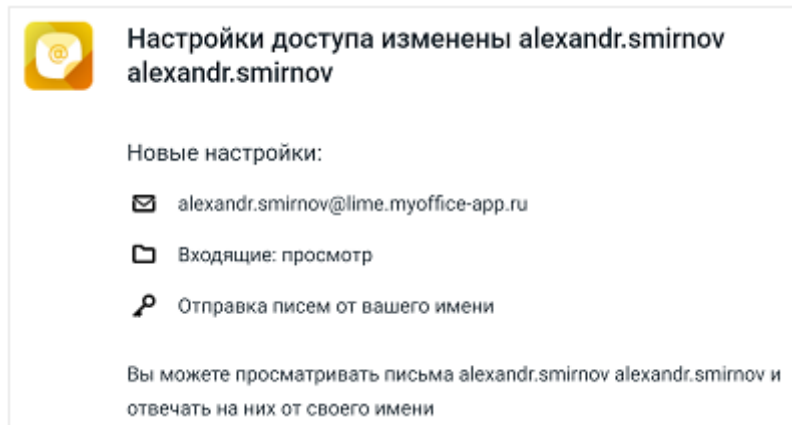 Настройки доступа изменены alexandr.smirnov
alexandr.smirnov
Новые настройки:
alexandr.smirnov@lime.myoffice-app.ru
Входящие: просмотр
Отправка писем от вашего имени
Вы можете просматривать письма alexandr.smirnov alexandr.smirnov и
отвечать на них от своего имени